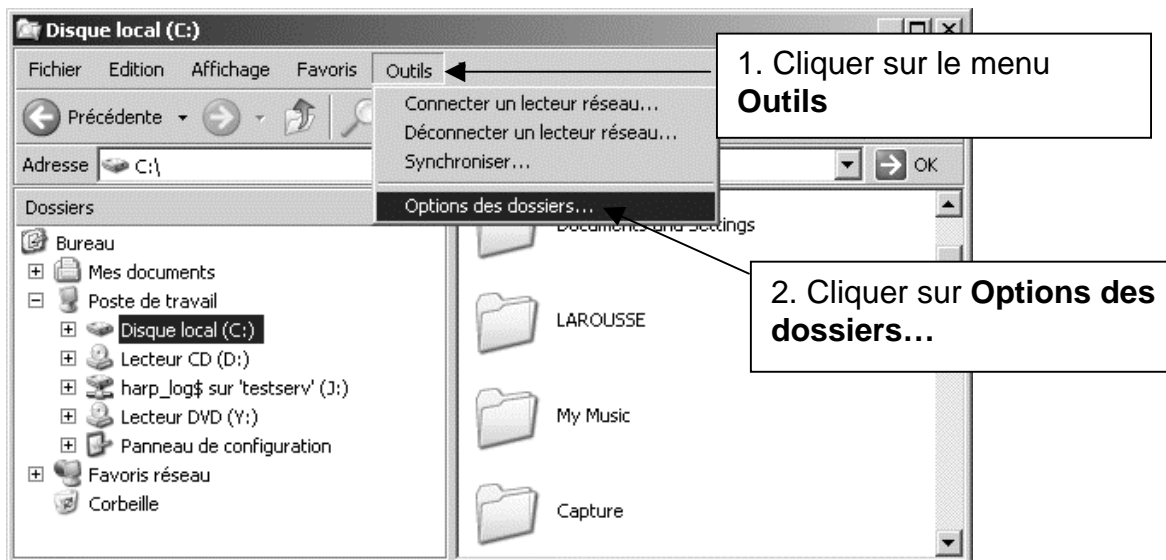 Disque local (C:)
Fichier Edition Affichage Favoris Outils
1. Cliquer sur le menu
Outils
Connecter un lecteur réseau...
Déconnecter un lecteur réseau...
Synchroniser...
Options des dossiers...
Précédente
Adresse C:\ OK
Dossiers
Bureau
Mes documents
Poste de travail
Disque local (C:)
Lecteur CD (D:)
harp_log$ sur 'testserv' (J:)
Lecteur DVD (Y:)
Panneau de configuration
Favoris réseau
Corbeille
Documents and Settings
2. Cliquer sur Options des
dossiers…
LAROUSSE
My Music
Capture